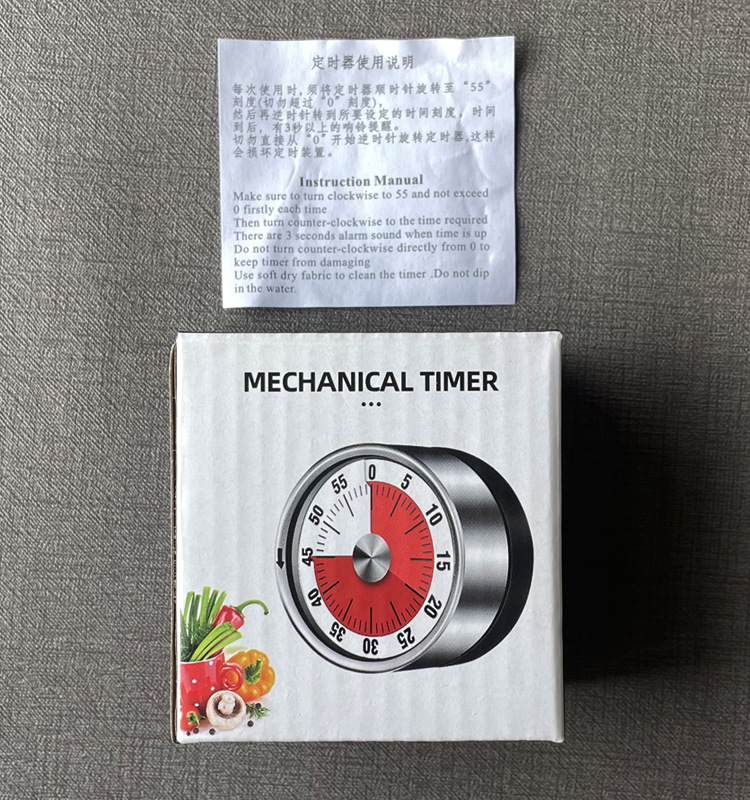 定时器使用说明
每次使用时,须将定时器顺时针旋转至“55”
刻度(切勿超过“0”刻度),
然后再逆时针转到所要设定的时间刻度，时间
到后，有3秒以上的响铃提醒。
切勿直接从“0”开始逆时针旋转定时器,这样
会损坏定时装置。
Instruction Manual
Make sure to turn clockwise to 55 and not exceed
0 firstly each time
Then turn counter-clockwise to the time required
There are 3 seconds alarm sound when time is up
Do not turn counter-clockwise directly from 0 to
keep timer from damaging
Use soft dry fabric to clean the timer .Do not dip
in the water.
MECHANICAL TIMER
0
5
10
15
20
25
30
35
40
45
50
55